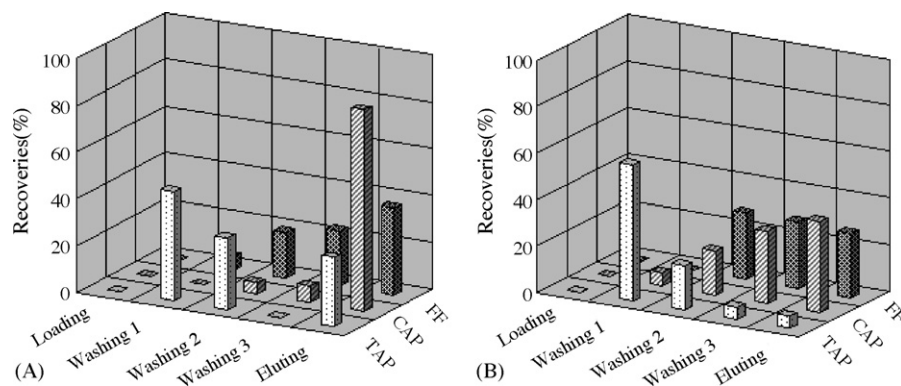 100
80
60
40
20
0
Recoveries(%)
Loading
Washing 1
Washing 2
Washing 3
Eluting
TAP
CAP
FF
(A)
100
80
60
40
20
0
Recoveries(%)
Loading
Washing 1
Washing 2
Washing 3
Eluting
TAP
CAP
FF
(B)